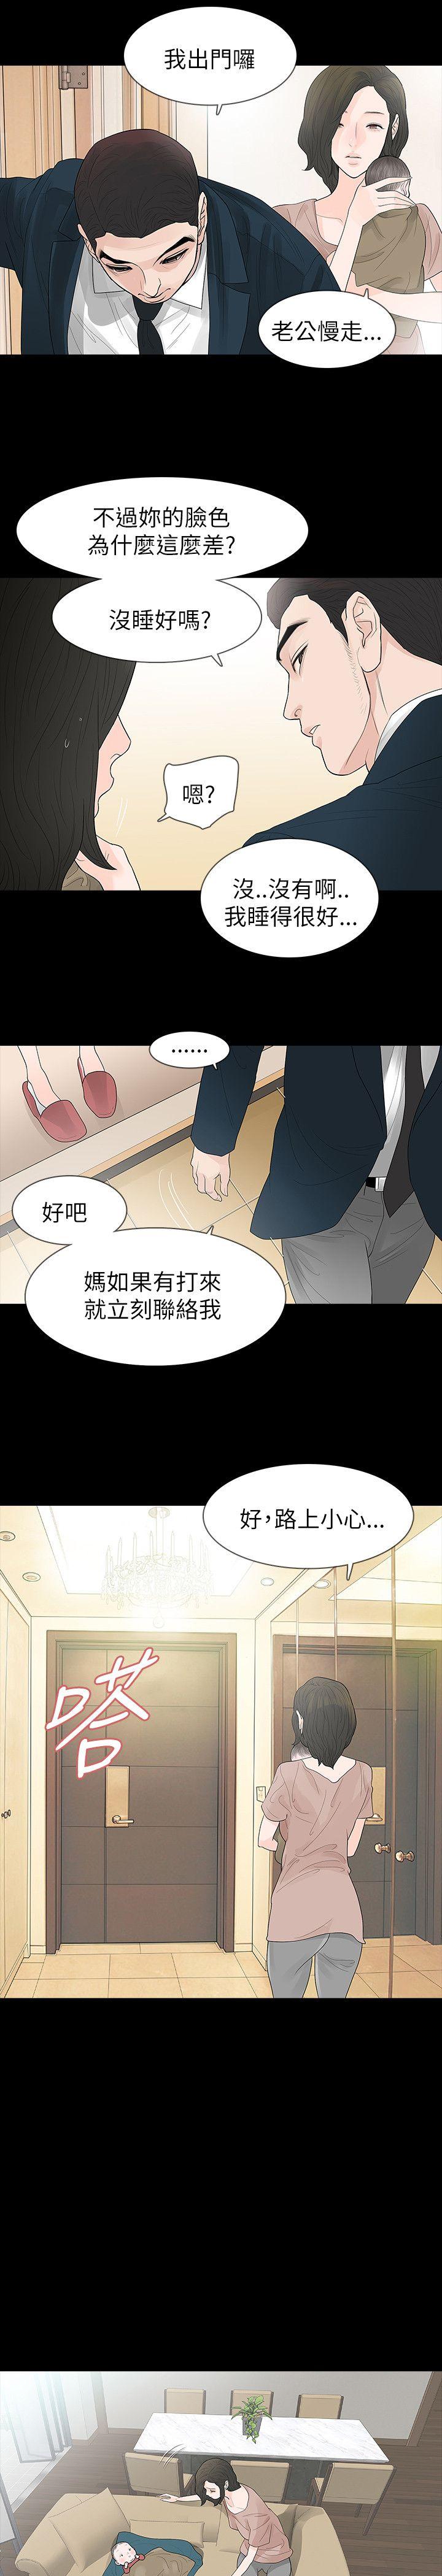 我出門囉
老公慢走...
不過妳的臉色
為什麼這麼差?
沒睡好嗎?
嗯?
沒..沒有啊..
我睡得很好...
......
好吧
媽如果有打來
就立刻聯絡我
好，路上小心...
嗒